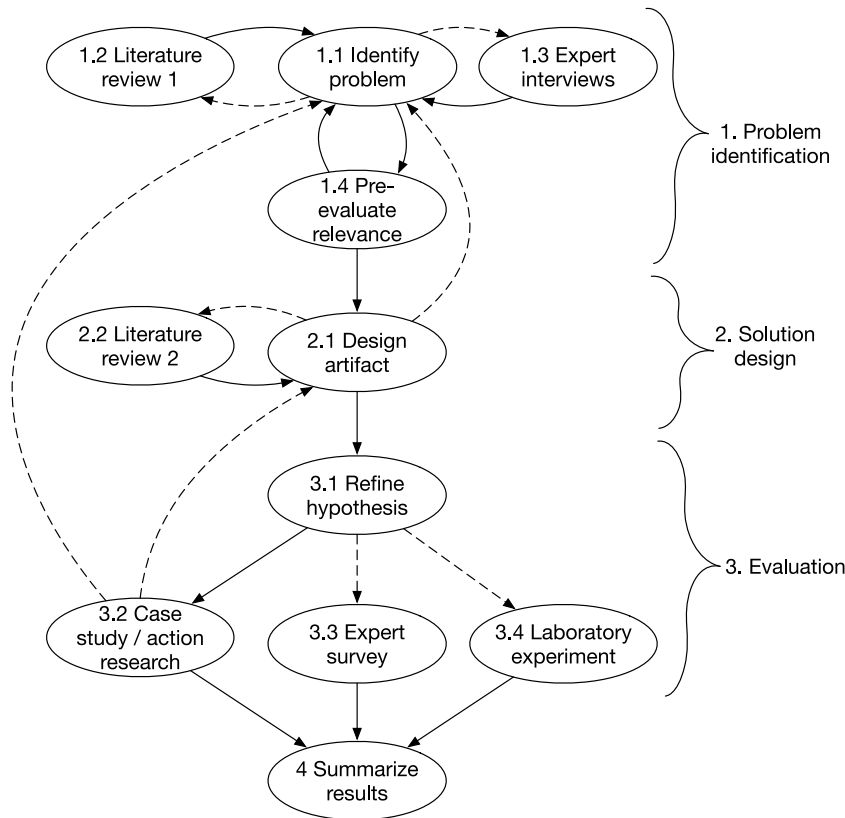 1.2 Literature
review 1
1.1 Identify
problem
1.3 Expert
interviews
1. Problem
identification
1.4 Pre-
evaluate
relevance
2.2 Literature
review 2
2.1 Design
artifact
2. Solution
design
3.1 Refine
hypothesis
3. Evaluation
3.2 Case
study / action
research
3.3 Expert
survey
3.4 Laboratory
experiment
4 Summarize
results